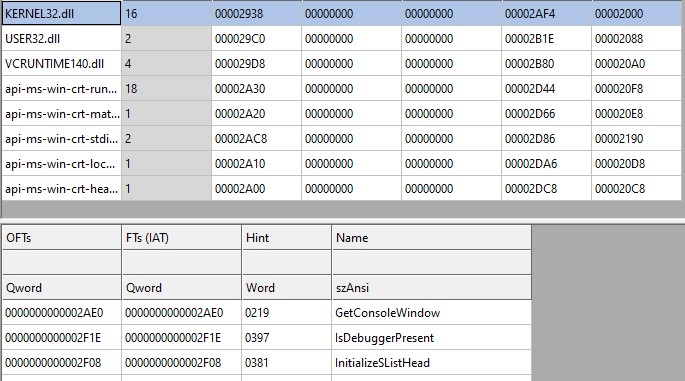 KERNEL32.dll 16 00002938 00000000 00000000 00002AF4 00002000
USER32.dll 2 000029C0 00000000 00000000 00002B1E 00002088
VCRUNTIME140.dll 4 000029D8 00000000 00000000 00002B80 000020A0
api-ms-win-crt-run... 18 00002A30 00000000 00000000 00002D44 000020F8
api-ms-win-crt-mat... 1 00002A20 00000000 00000000 00002D66 000020E8
api-ms-win-crt-stdi... 2 00002AC8 00000000 00000000 00002D86 00002190
api-ms-win-crt-loc... 1 00002A10 00000000 00000000 00002DA6 000020D8
api-ms-win-crt-hea... 1 00002A00 00000000 00000000 00002DC8 000020C8
OFTs FTs (IAT) Hint Name
Qword Qword Word szAnsi
0000000000002AE0 0000000000002AE0 0219 GetConsoleWindow
0000000000002F1E 0000000000002F1E 0397 IsDebuggerPresent
0000000000002F08 0000000000002F08 0381 InitializeSListHead